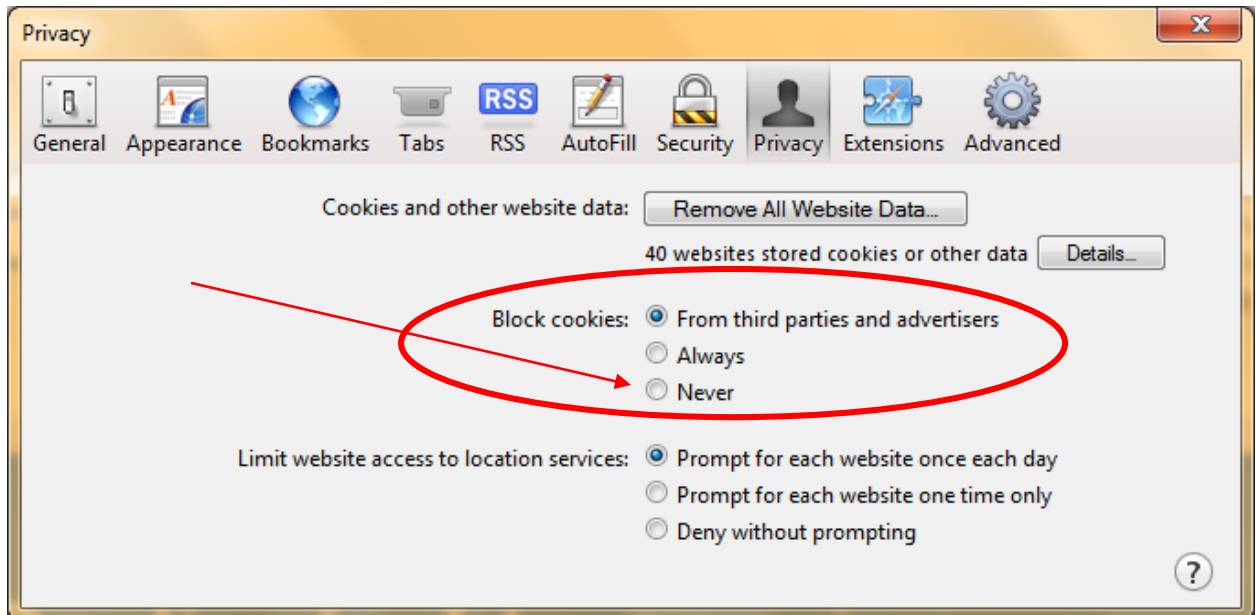 Privacy
General Appearance Bookmarks Tabs RSS AutoFill Security Privacy Extensions Advanced
RSS
Cookies and other website data: Remove All Website Data...
40 websites stored cookies or other data Details...
Block cookies: From third parties and advertisers
Always
Never
Limit website access to location services: Prompt for each website once each day
Prompt for each website one time only
Deny without prompting
?